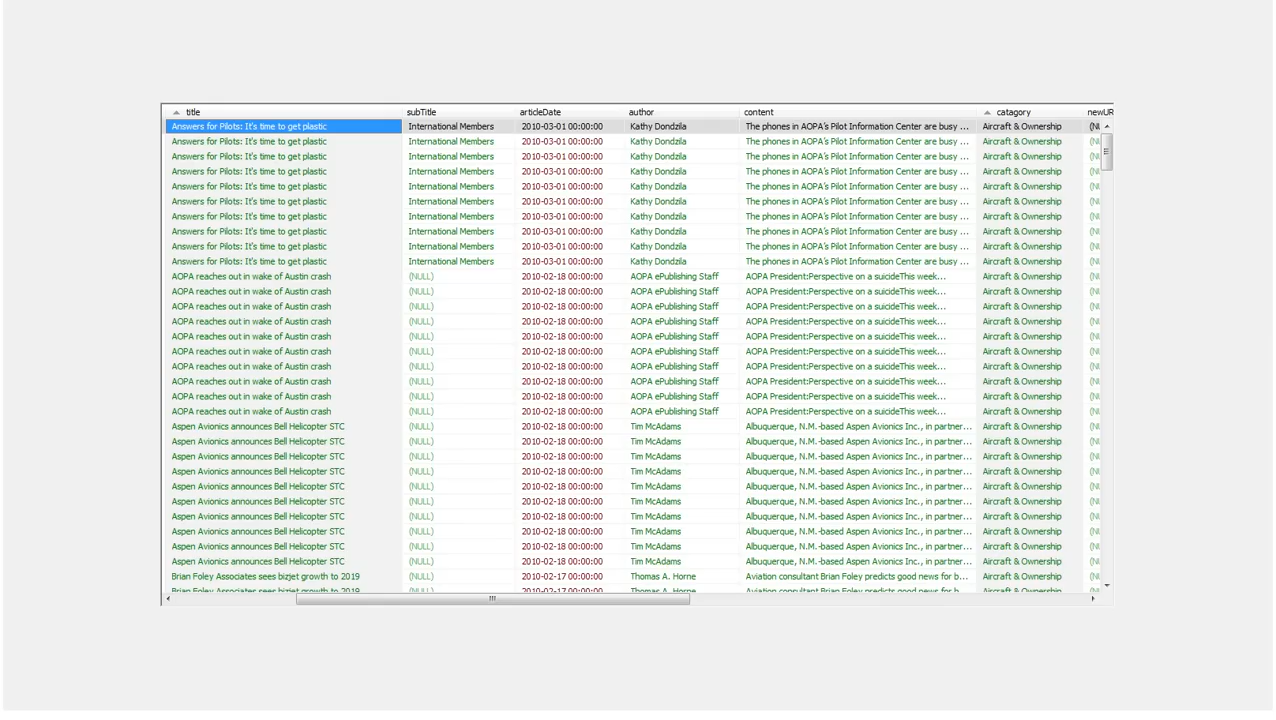 title subTitle articleDate author content catagory newUR
Answers for Pilots: It's time to get plastic International Members 2010-03-01 00:00:00 Kathy Dondzila The phones in AOPA's Pilot Information Center are busy ... Aircraft & Ownership
Answers for Pilots: It's time to get plastic International Members 2010-03-01 00:00:00 Kathy Dondzila The phones in AOPA's Pilot Information Center are busy ... Aircraft & Ownership
Answers for Pilots: It's time to get plastic International Members 2010-03-01 00:00:00 Kathy Dondzila The phones in AOPA's Pilot Information Center are busy ... Aircraft & Ownership
Answers for Pilots: It's time to get plastic International Members 2010-03-01 00:00:00 Kathy Dondzila The phones in AOPA's Pilot Information Center are busy ... Aircraft & Ownership
Answers for Pilots: It's time to get plastic International Members 2010-03-01 00:00:00 Kathy Dondzila The phones in AOPA's Pilot Information Center are busy ... Aircraft & Ownership
Answers for Pilots: It's time to get plastic International Members 2010-03-01 00:00:00 Kathy Dondzila The phones in AOPA's Pilot Information Center are busy ... Aircraft & Ownership
Answers for Pilots: It's time to get plastic International Members 2010-03-01 00:00:00 Kathy Dondzila The phones in AOPA's Pilot Information Center are busy ... Aircraft & Ownership
Answers for Pilots: It's time to get plastic International Members 2010-03-01 00:00:00 Kathy Dondzila The phones in AOPA's Pilot Information Center are busy ... Aircraft & Ownership
Answers for Pilots: It's time to get plastic International Members 2010-03-01 00:00:00 Kathy Dondzila The phones in AOPA's Pilot Information Center are busy ... Aircraft & Ownership
Answers for Pilots: It's time to get plastic International Members 2010-03-01 00:00:00 Kathy Dondzila The phones in AOPA's Pilot Information Center are busy ... Aircraft & Ownership
AOPA reaches out in wake of Austin crash (NULL) 2010-02-18 00:00:00 AOPA ePublishing Staff AOPA President:Perspective on a suicideThis week... Aircraft & Ownership
AOPA reaches out in wake of Austin crash (NULL) 2010-02-18 00:00:00 AOPA ePublishing Staff AOPA President:Perspective on a suicideThis week... Aircraft & Ownership
AOPA reaches out in wake of Austin crash (NULL) 2010-02-18 00:00:00 AOPA ePublishing Staff AOPA President:Perspective on a suicideThis week... Aircraft & Ownership
AOPA reaches out in wake of Austin crash (NULL) 2010-02-18 00:00:00 AOPA ePublishing Staff AOPA President:Perspective on a suicideThis week... Aircraft & Ownership
AOPA reaches out in wake of Austin crash (NULL) 2010-02-18 00:00:00 AOPA ePublishing Staff AOPA President:Perspective on a suicideThis week... Aircraft & Ownership
AOPA reaches out in wake of Austin crash (NULL) 2010-02-18 00:00:00 AOPA ePublishing Staff AOPA President:Perspective on a suicideThis week... Aircraft & Ownership
AOPA reaches out in wake of Austin crash (NULL) 2010-02-18 00:00:00 AOPA ePublishing Staff AOPA President:Perspective on a suicideThis week... Aircraft & Ownership
AOPA reaches out in wake of Austin crash (NULL) 2010-02-18 00:00:00 AOPA ePublishing Staff AOPA President:Perspective on a suicideThis week... Aircraft & Ownership
AOPA reaches out in wake of Austin crash (NULL) 2010-02-18 00:00:00 AOPA ePublishing Staff AOPA President:Perspective on a suicideThis week... Aircraft & Ownership
AOPA reaches out in wake of Austin crash (NULL) 2010-02-18 00:00:00 AOPA ePublishing Staff AOPA President:Perspective on a suicideThis week... Aircraft & Ownership
Aspen Avionics announces Bell Helicopter STC (NULL) 2010-02-18 00:00:00 Tim McAdams Albuquerque, N.M.-based Aspen Avionics Inc., in partner... Aircraft & Ownership
Aspen Avionics announces Bell Helicopter STC (NULL) 2010-02-18 00:00:00 Tim McAdams Albuquerque, N.M.-based Aspen Avionics Inc., in partner... Aircraft & Ownership
Aspen Avionics announces Bell Helicopter STC (NULL) 2010-02-18 00:00:00 Tim McAdams Albuquerque, N.M.-based Aspen Avionics Inc., in partner... Aircraft & Ownership
Aspen Avionics announces Bell Helicopter STC (NULL) 2010-02-18 00:00:00 Tim McAdams Albuquerque, N.M.-based Aspen Avionics Inc., in partner... Aircraft & Ownership
Aspen Avionics announces Bell Helicopter STC (NULL) 2010-02-18 00:00:00 Tim McAdams Albuquerque, N.M.-based Aspen Avionics Inc., in partner... Aircraft & Ownership
Aspen Avionics announces Bell Helicopter STC (NULL) 2010-02-18 00:00:00 Tim McAdams Albuquerque, N.M.-based Aspen Avionics Inc., in partner... Aircraft & Ownership
Aspen Avionics announces Bell Helicopter STC (NULL) 2010-02-18 00:00:00 Tim McAdams Albuquerque, N.M.-based Aspen Avionics Inc., in partner... Aircraft & Ownership
Aspen Avionics announces Bell Helicopter STC (NULL) 2010-02-18 00:00:00 Tim McAdams Albuquerque, N.M.-based Aspen Avionics Inc., in partner... Aircraft & Ownership
Aspen Avionics announces Bell Helicopter STC (NULL) 2010-02-18 00:00:00 Tim McAdams Albuquerque, N.M.-based Aspen Avionics Inc., in partner... Aircraft & Ownership
Aspen Avionics announces Bell Helicopter STC (NULL) 2010-02-18 00:00:00 Tim McAdams Albuquerque, N.M.-based Aspen Avionics Inc., in partner... Aircraft & Ownership
Brian Foley Associates sees bizjet growth to 2019 (NULL) 2010-02-17 00:00:00 Thomas A. Horne Aviation consultant Brian Foley predicts good news for b... Aircraft & Ownership
Brian Foley Associates sees bizjet growth to 2019 (NULL) 2010-02-17 00:00:00 Thomas A. Horne Aviation consultant Brian Foley predicts good news for b... Aircraft & Ownership